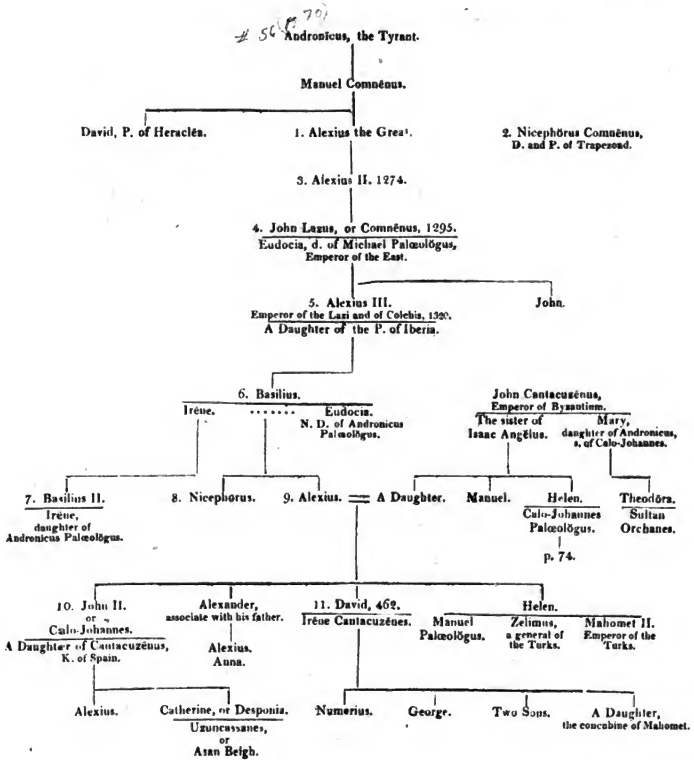 # 56 (p 70)
Andronicus, the Tyrant.
Manuel Comnēnus.
David, P. of Heraclēa.
1. Alexius the Great.
2. Nicephŏrus Comnēnus,
D. and P. of Trapezond.
3. Alexius II. 1274.
4. John Lazus, or Comnēnus, 1295.
Eudocia, d. of Michael Palæolŏgus,
Emperor of the East.
5. Alexius III.
Emperor of the Lazi and of Colchis, 1320.
A Daughter of the P. of Iberia.
John.
6. Basilius.
Irēne. ....... Eudocia.
N. D. of Andronicus
Palæolŏgus.
John Cantacuzēnus,
Emperor of Byzantium.
The sister of
Isaac Angĕlus.
Mary,
daughter of Andronicus,
s, of Calo-Johannes.
7. Basilius II.
Irēne,
daughter of
Andronicus Palæolŏgus.
8. Nicephŏrus.
9. Alexius. = A Daughter.
Manuel.
Helen.
Calo-Johannes
Palæolŏgus.
p. 74.
Theodōra.
Sultan
Orchanes.
10. John II.
or
Calo-Johannes.
A Daughter of Cantacuzēnus,
K. of Spain.
Alexander,
associate with his father.
Alexius.
Anna.
11. David, 462.
Irēne Cantacuzēnes.
Helen.
Manuel
Palæolŏgus.
Zelimus,
a general of
the Turks.
Mahomet II.
Emperor of the
Turks.
Alexius.
Catherine, or Desponia.
Uzuncassanes,
or
Asan Beigh.
Numerius.
George.
Two Sons.
A Daughter,
the concubine of Mahomet.